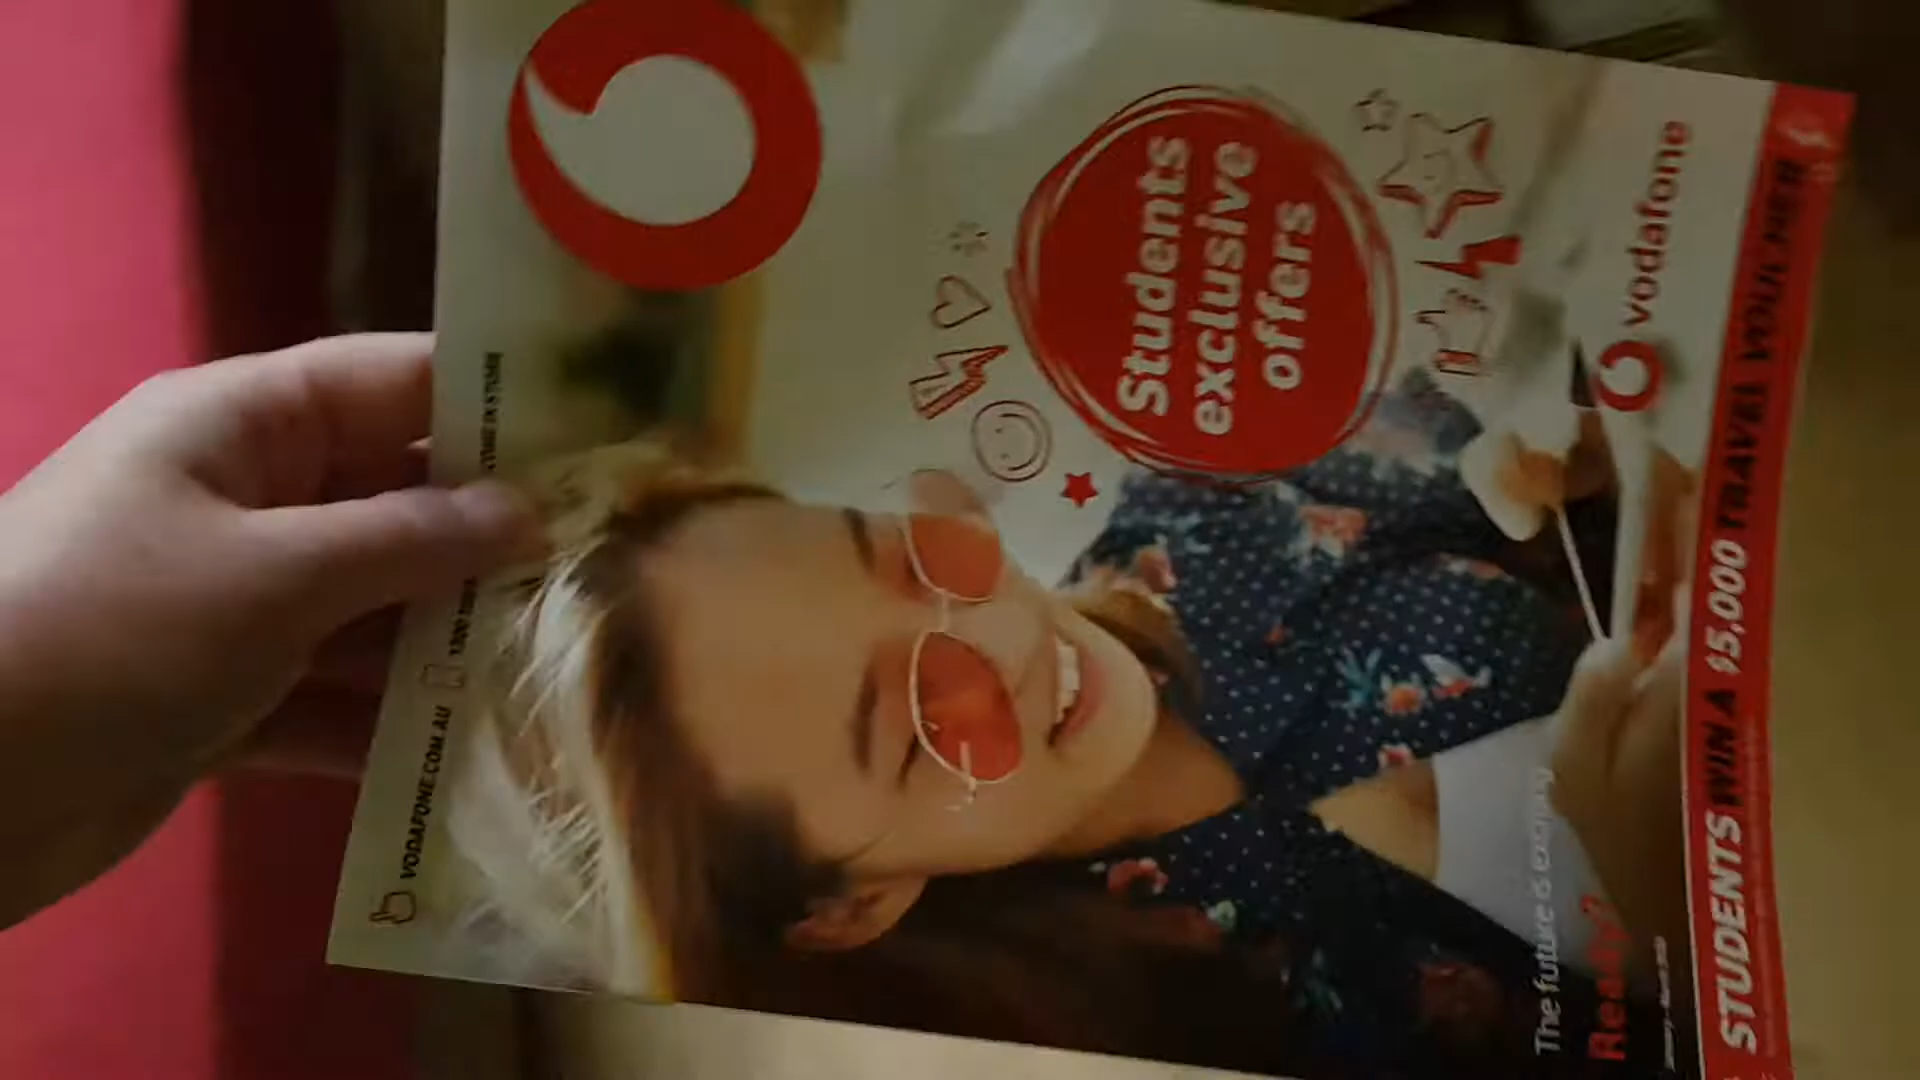 Students
exclusive
offers
vodafone
The future is exciting
Ready?
STUDENTS WIN A $5,000 TRAVEL VOUCHER
VODAFONE.COM.AU
1300